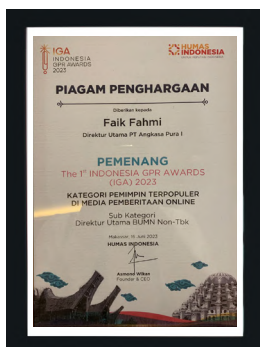 IGA
INDONESIA
GPR AWARDS
2023
HUMAS
INDONESIA
PIAGAM PENGHARGAAN
Diberikan kepada
Faik Fahmi
Direktur Utama PT Angkasa Pura I
PEMENANG
The 1st INDONESIA GPR AWARDS
(IGA) 2023
KATEGORI PEMIMPIN TERPOPULER
DI MEDIA PEMBERITAAN ONLINE
Sub Kategori
Direktur Utama BUMN Non-Tbk
HUMAS INDONESIA
Asmono Wikan
Founder & CEO